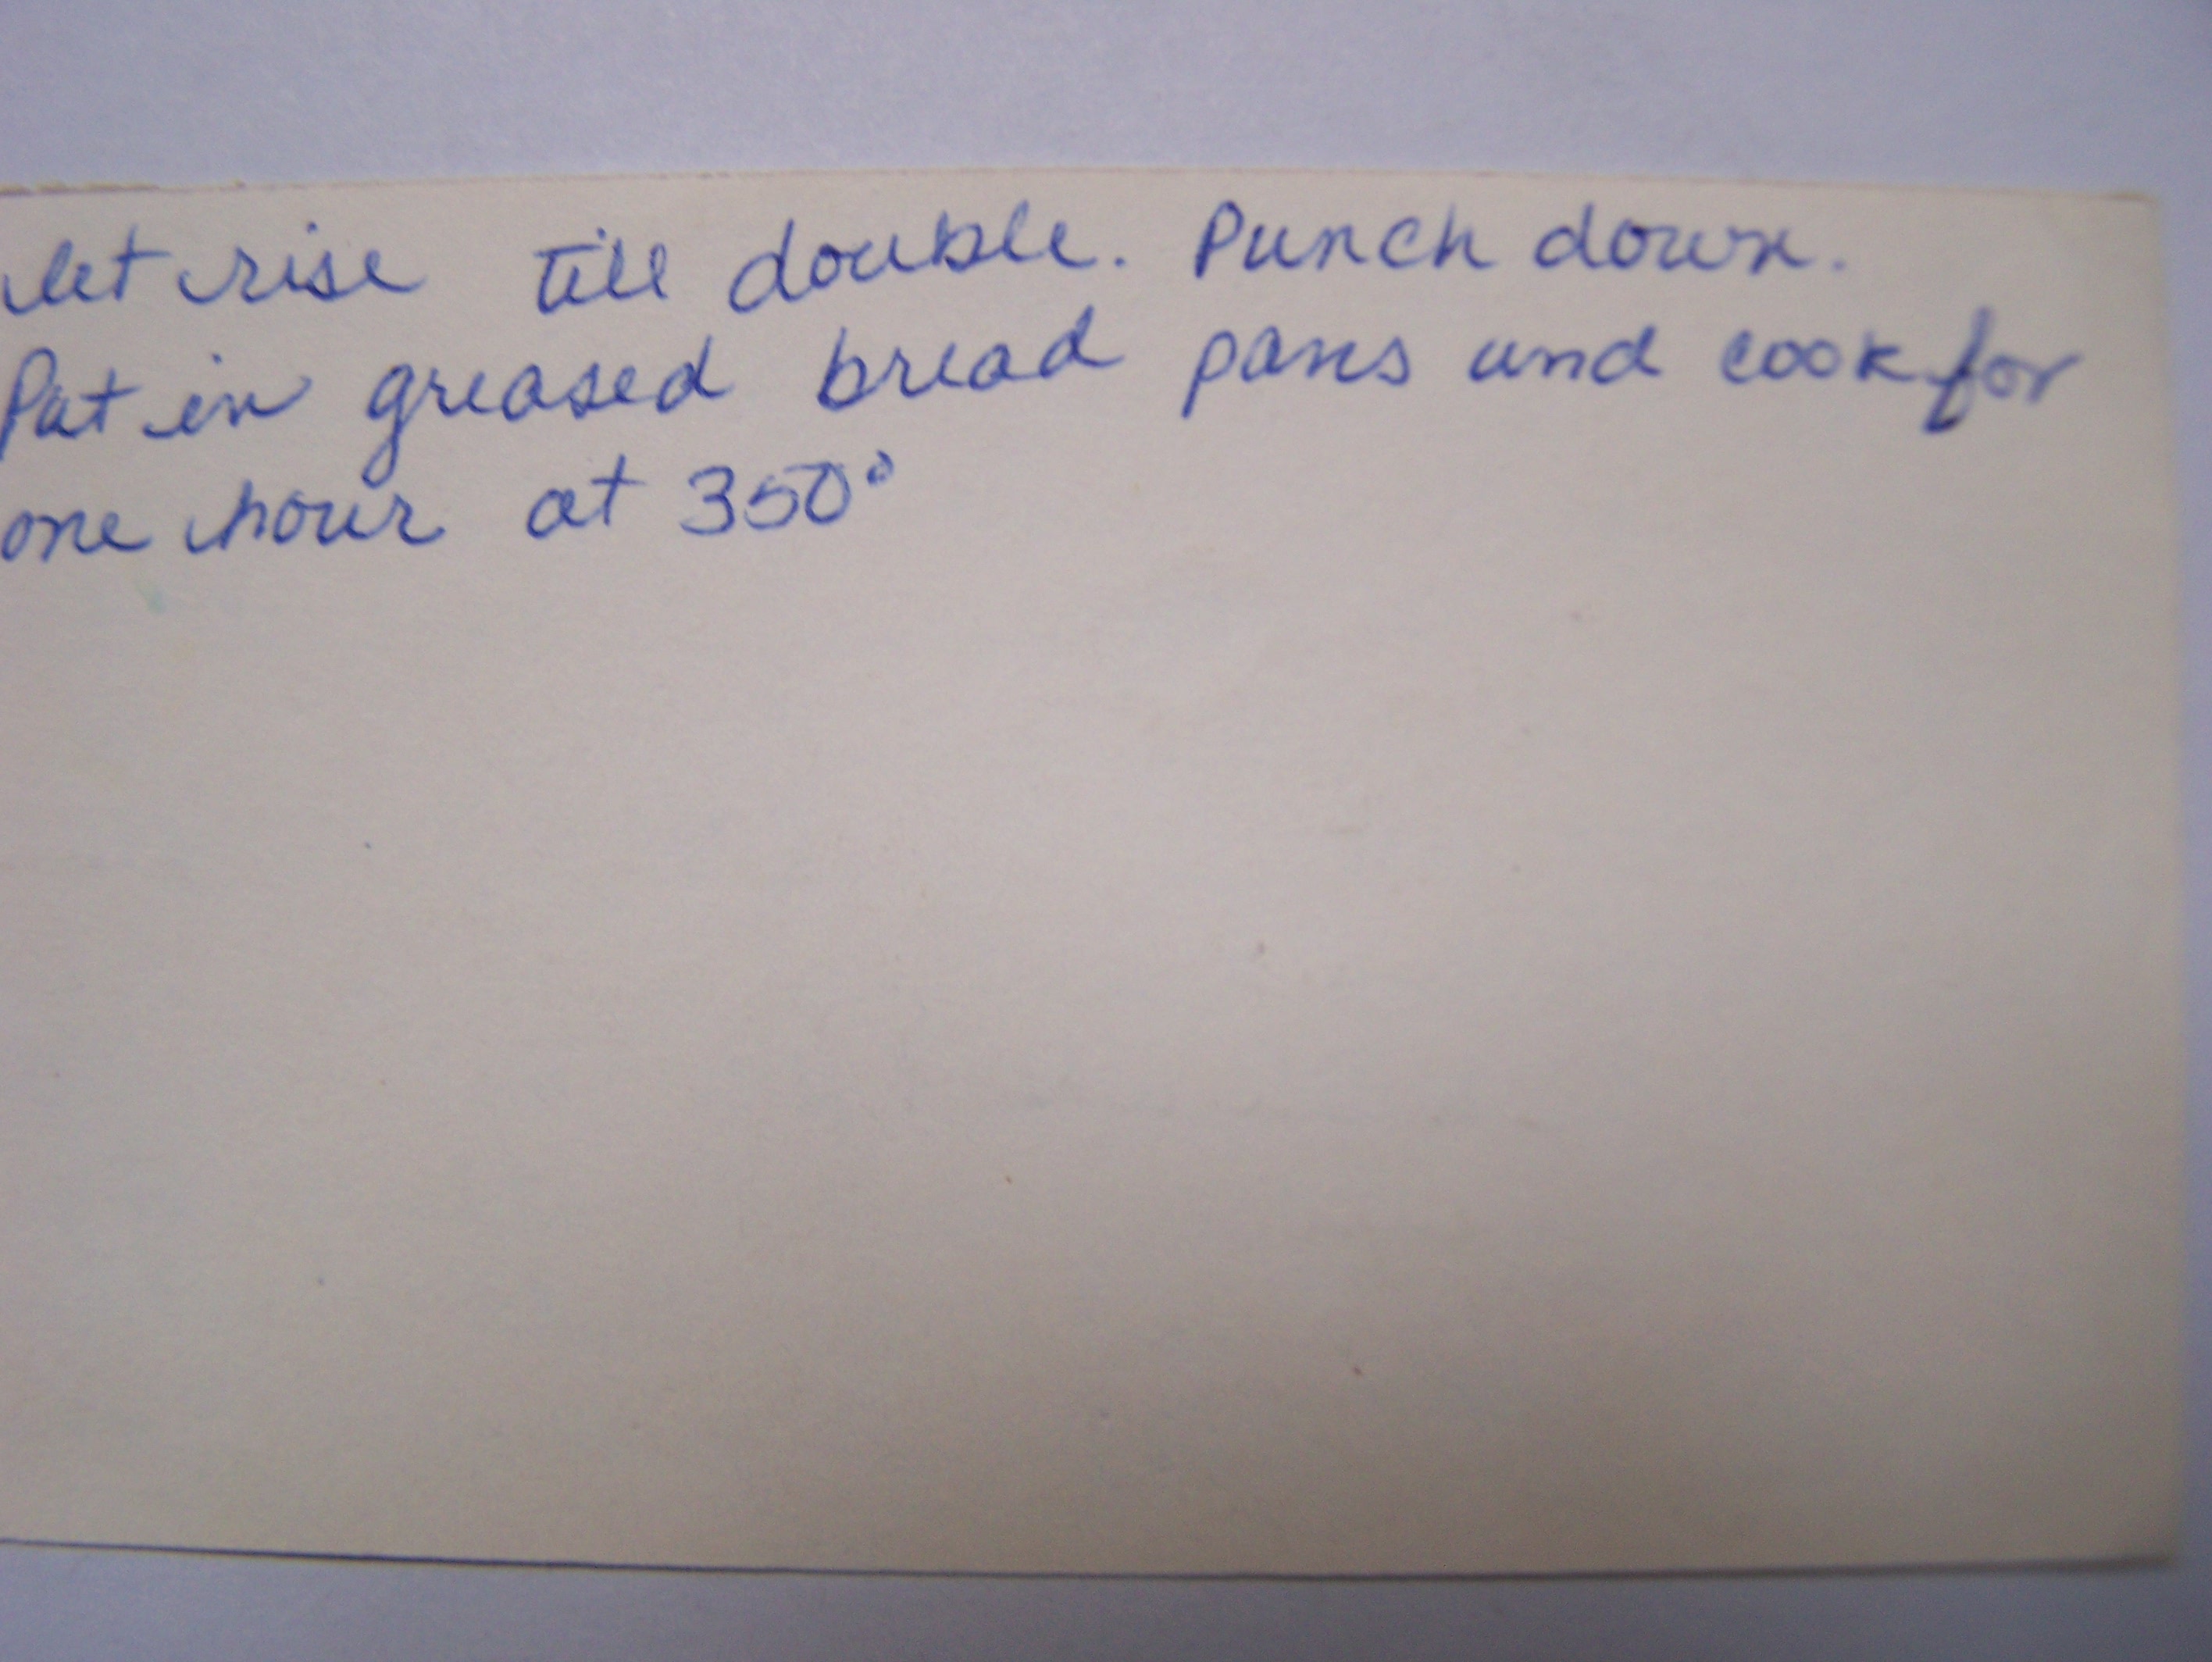 let rise till double. Punch down.
Pat in greased bread pans and cook for
one hour at 350°